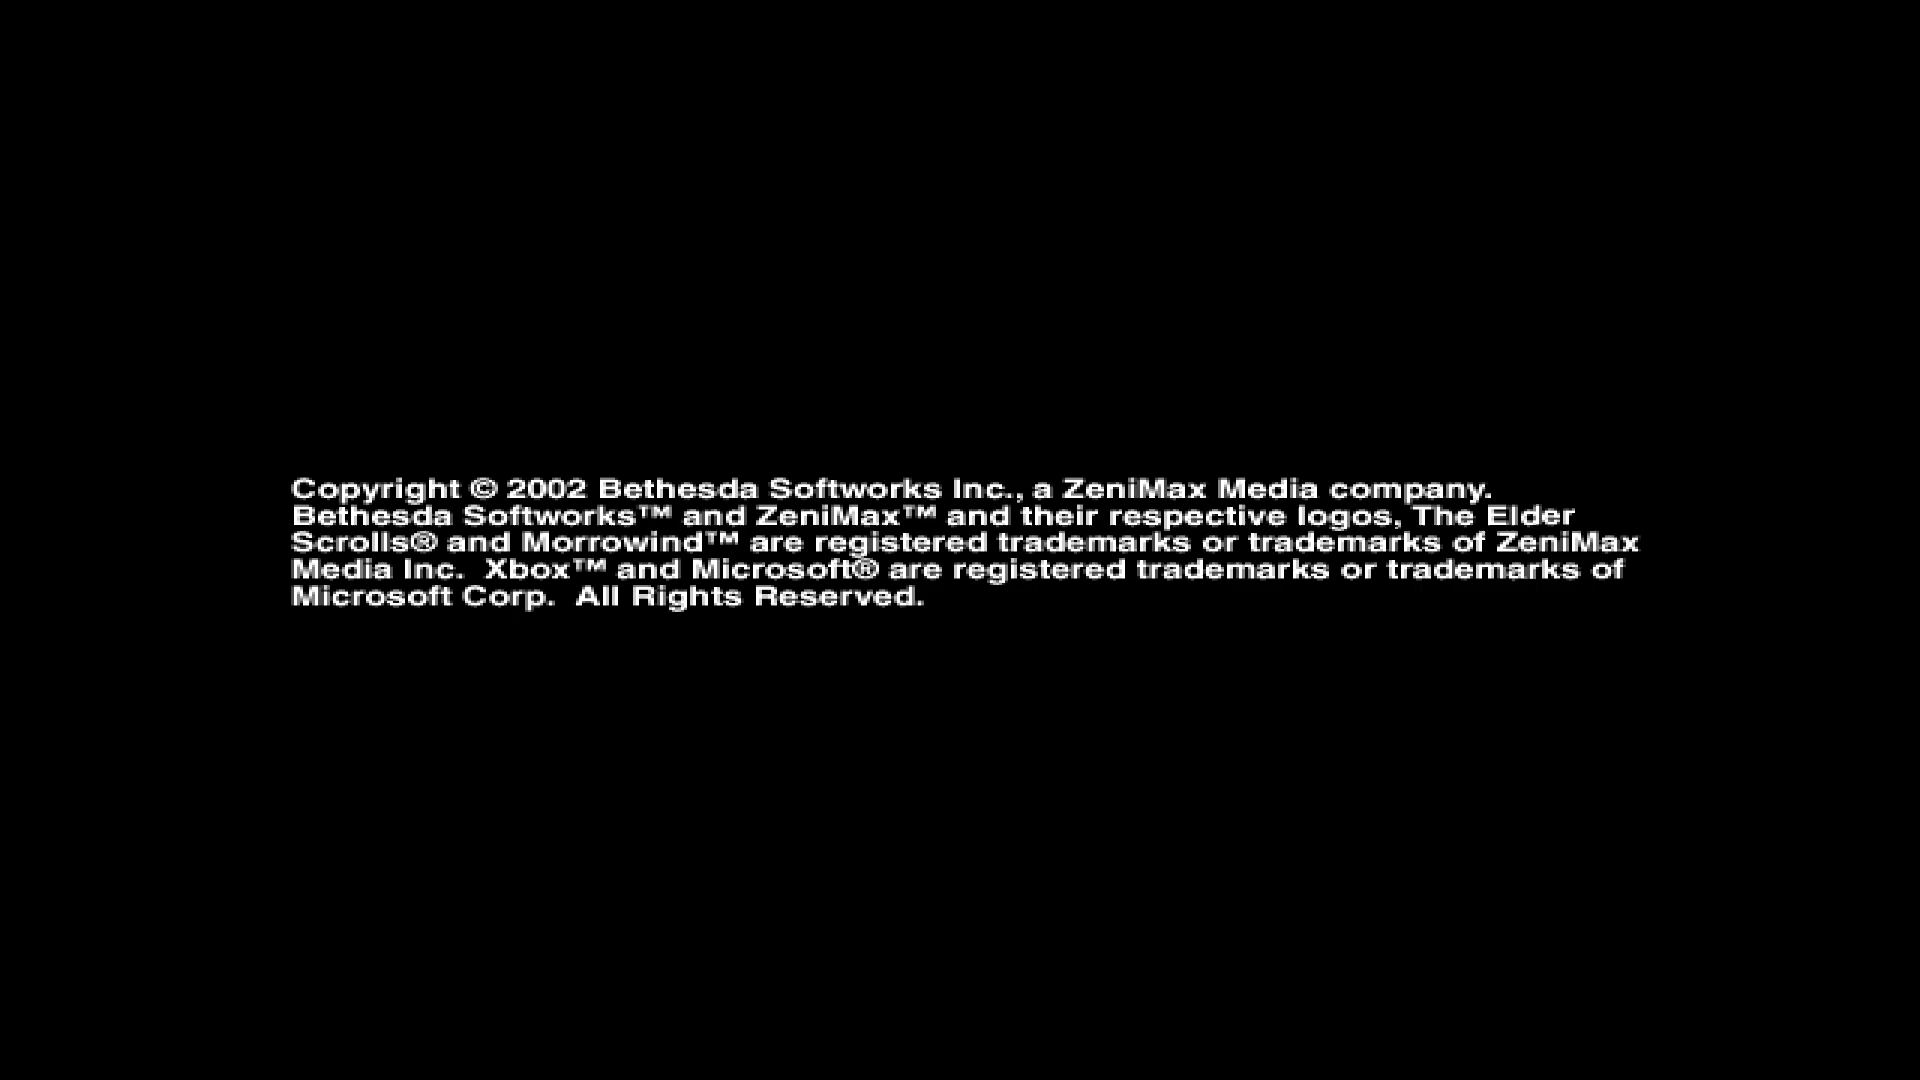 Copyright © 2002 Bethesda Softworks Inc., a ZeniMax Media company.
Bethesda Softworks™ and ZeniMax™ and their respective logos, The Elder
Scrolls® and Morrowind™ are registered trademarks or trademarks of ZeniMax
Media Inc.  Xbox™ and Microsoft® are registered trademarks or trademarks of
Microsoft Corp.  All Rights Reserved.